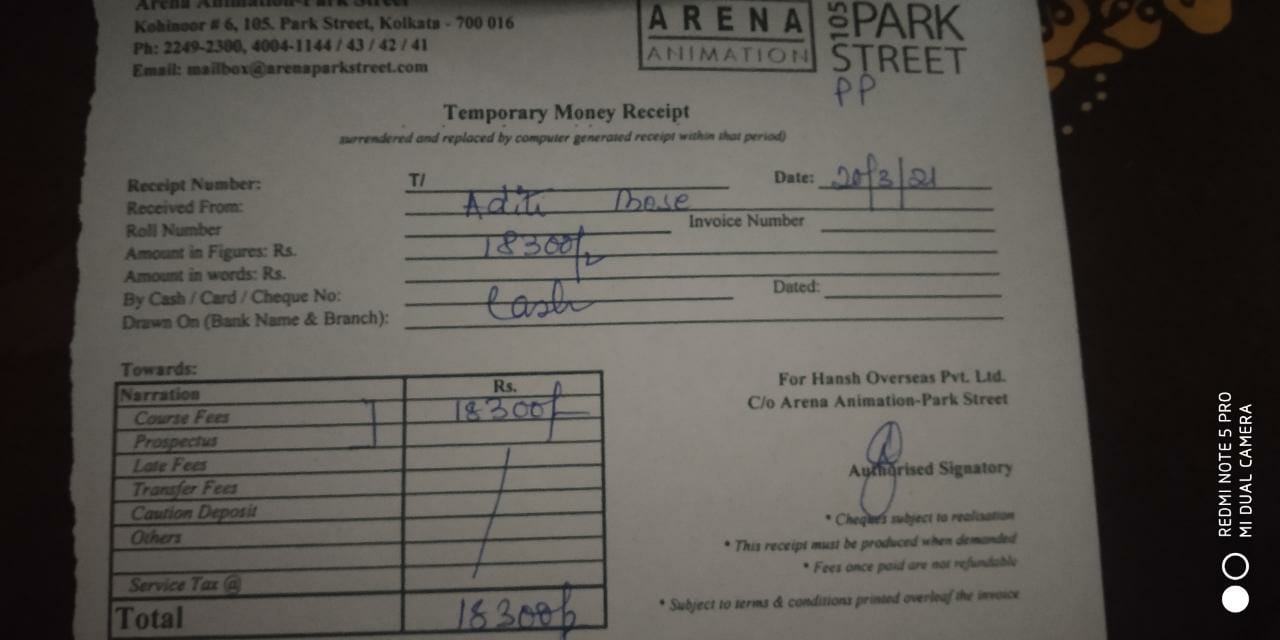 Arena Animation-Park Street
Kohinoor # 6, 105. Park Street, Kolkata - 700 016
Ph: 2249-2300, 4004-1144 / 43 / 42 / 41
Email: mailbox@arenaparkstreet.com
ARENA
ANIMATION
105 PARK
STREET
PP
Temporary Money Receipt
surrendered and replaced by computer generated receipt within that period)
Receipt Number: T/ Date: 20/3/21
Received From: Aditi Bose
Roll Number Invoice Number
Amount in Figures: Rs. 18300/-
Amount in words: Rs.
By Cash / Card / Cheque No: Cash Dated:
Drawn On (Bank Name & Branch):
Towards:
Narration Rs.
Course Fees 18300/-
Prospectus
Late Fees
Transfer Fees
Caution Deposit
Others
Service Tax @
Total 18300/-
For Hansh Overseas Pvt. Ltd.
C/o Arena Animation-Park Street
Authorised Signatory
* Cheques subject to realisation
* This receipt must be produced when demanded
* Fees once paid are not refundable
* Subject to terms & conditions printed overleaf the invoice
REDMI NOTE 5 PRO
MI DUAL CAMERA